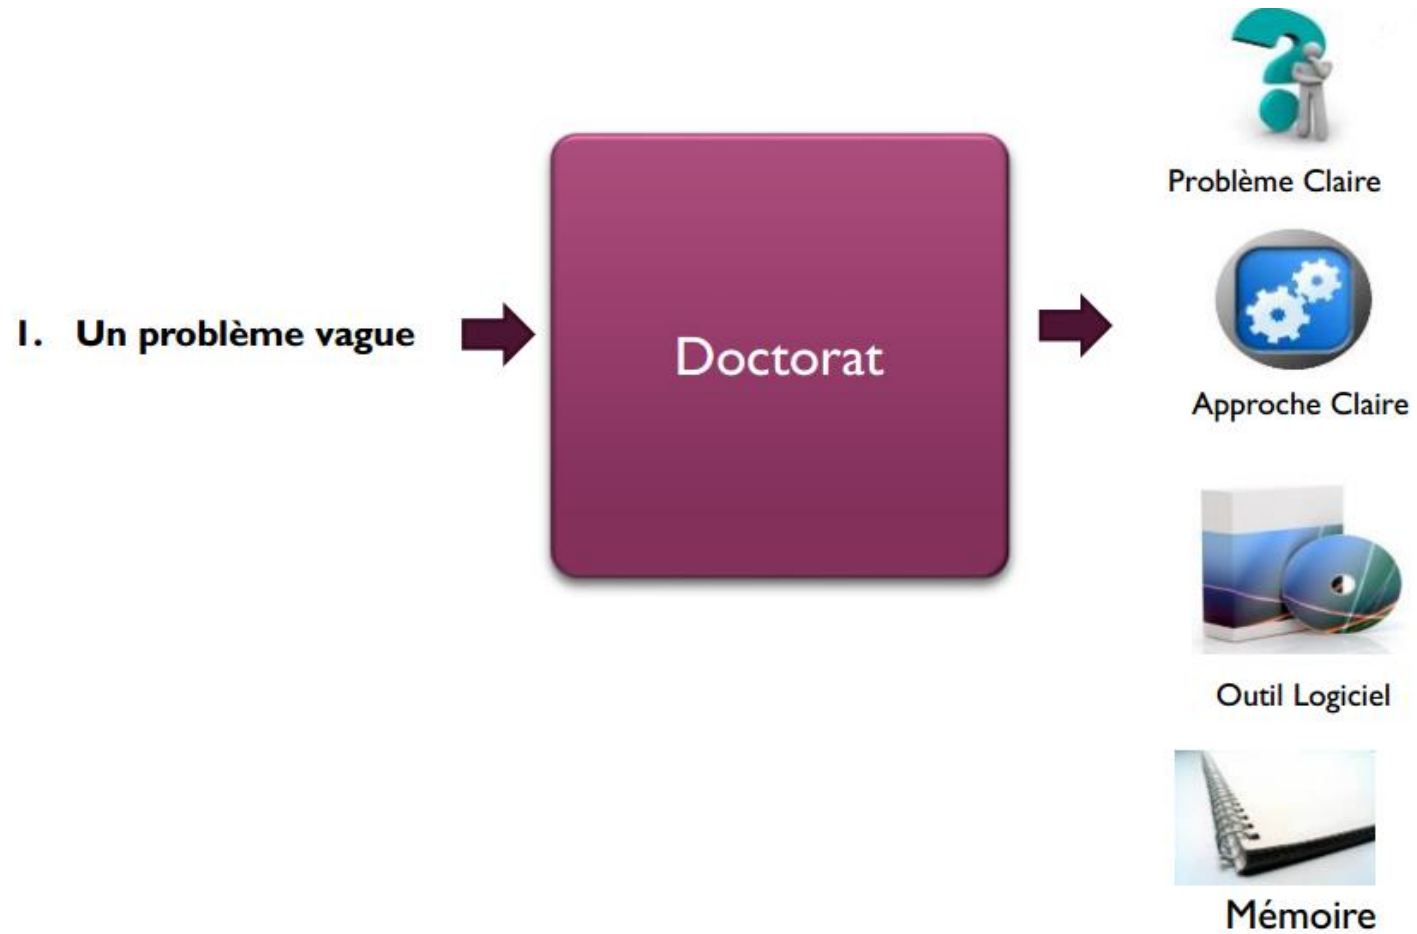 1. Un problème vague
Doctorat
Problème Claire
Approche Claire
Outil Logiciel
Mémoire